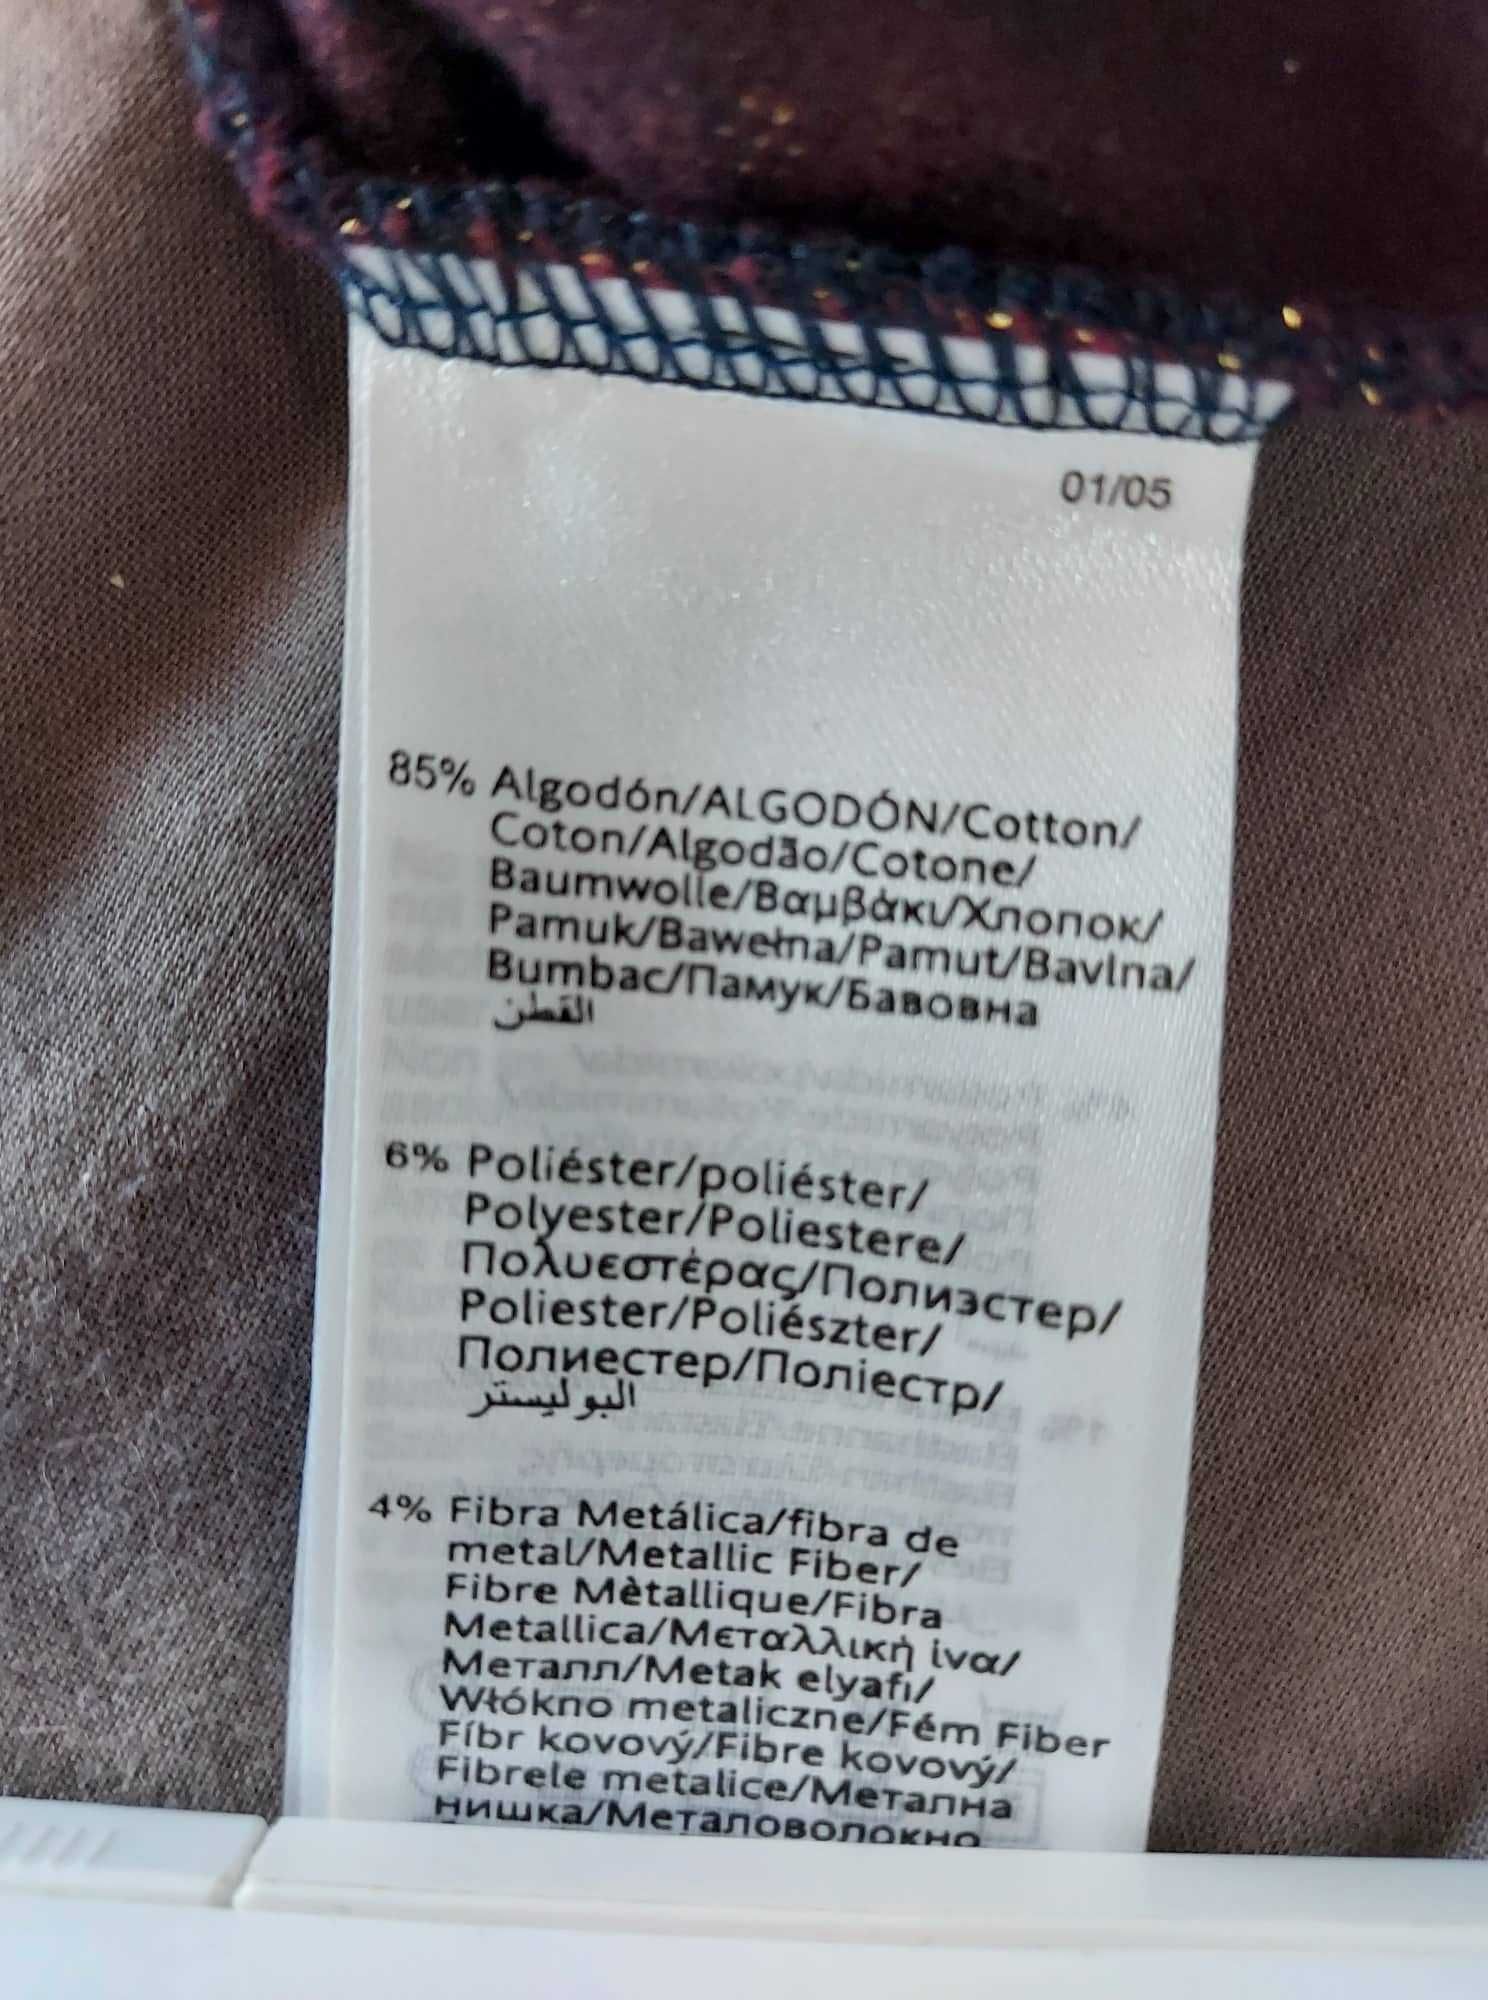 01/05
85% Algodón/ALGODÓN/Cotton/
Coton/Algodão/Cotone/
Baumwolle/Βαμβάκι/Хлопок/
Pamuk/Bawełna/Pamut/Bavlna/
Bumbac/Памук/Бавовна
القطن
6% Poliéster/poliéster/
Polyester/Poliestere/
Πολυεστέρας/Полиэстер/
Poliester/Poliészter/
Полиестер/Поліестр/
البوليستر
4% Fibra Metálica/fibra de
metal/Metallic Fiber/
Fibre Mètallique/Fibra
Metallica/Μεταλλική ίνα/
Металл/Metak elyafı/
Włókno metaliczne/Fém Fiber
Fíbr kovový/Fibre kovový/
Fibrele metalice/Метална
нишка/Металоволокно